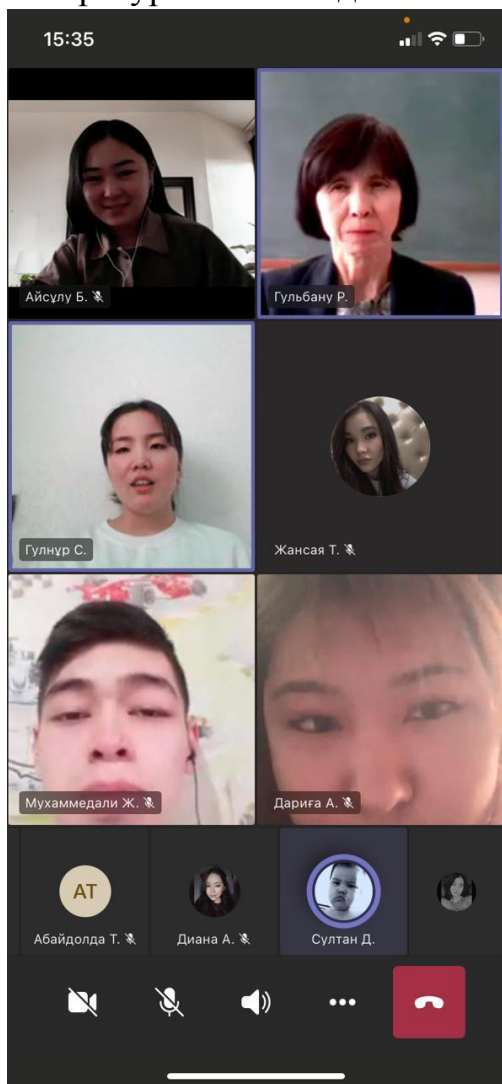 15:35
Айсұлу Б.
Гульбану Р.
Гулнұр С.
Жансая Т.
Мухаммедали Ж.
Дариға А.
АТ
Абайдолда Т.
Диана А.
Султан Д.